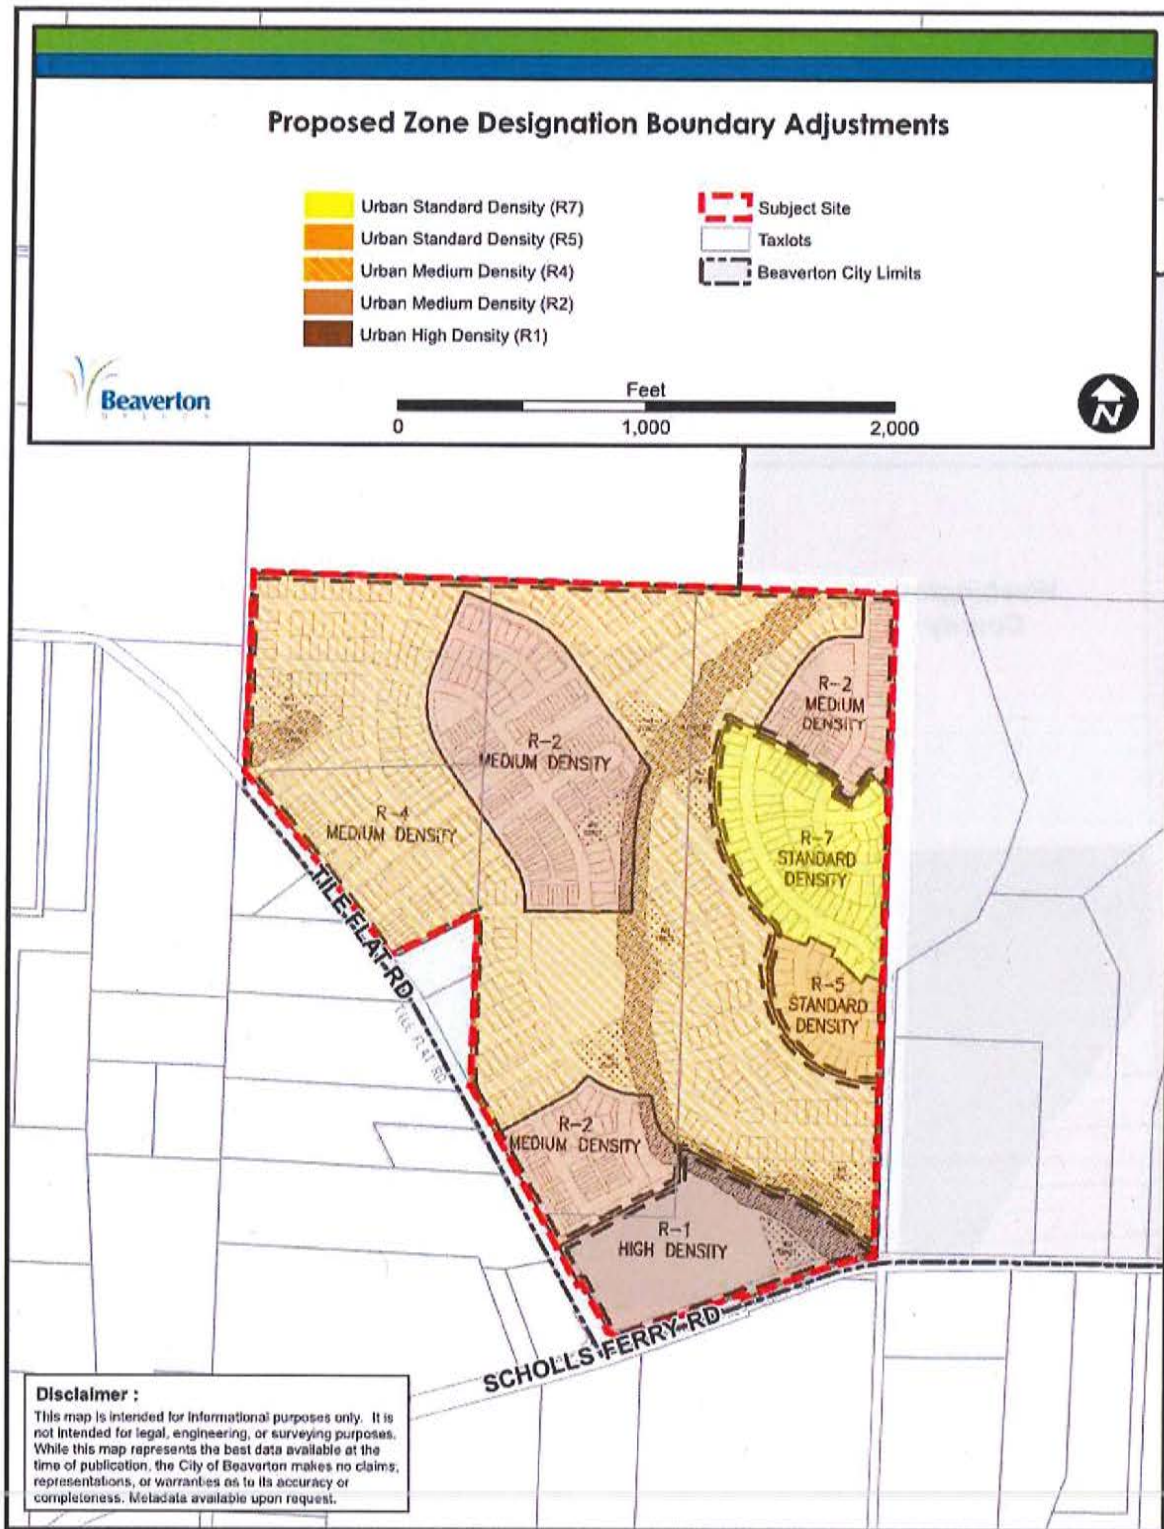 Proposed Zone Designation Boundary Adjustments
Urban Standard Density (R7)
Urban Standard Density (R5)
Urban Medium Density (R4)
Urban Medium Density (R2)
Urban High Density (R1)
Subject Site
Taxlots
Beaverton City Limits
Beaverton
OREGON
Feet
0
1,000
2,000
N
R-2
MEDIUM
DENSITY
R-2
MEDIUM DENSITY
R-4
MEDIUM DENSITY
R-7
STANDARD
DENSITY
TILE FLAT RD
R-5
STANDARD
DENSITY
TILE FLAT RD
R-2
MEDIUM DENSITY
R-1
HIGH DENSITY
SCHOLLS FERRY RD
Disclaimer :
This map is intended for informational purposes only. It is
not intended for legal, engineering, or surveying purposes.
While this map represents the best data available at the
time of publication, the City of Beaverton makes no claims,
representations, or warranties as to its accuracy or
completeness. Metadata available upon request.